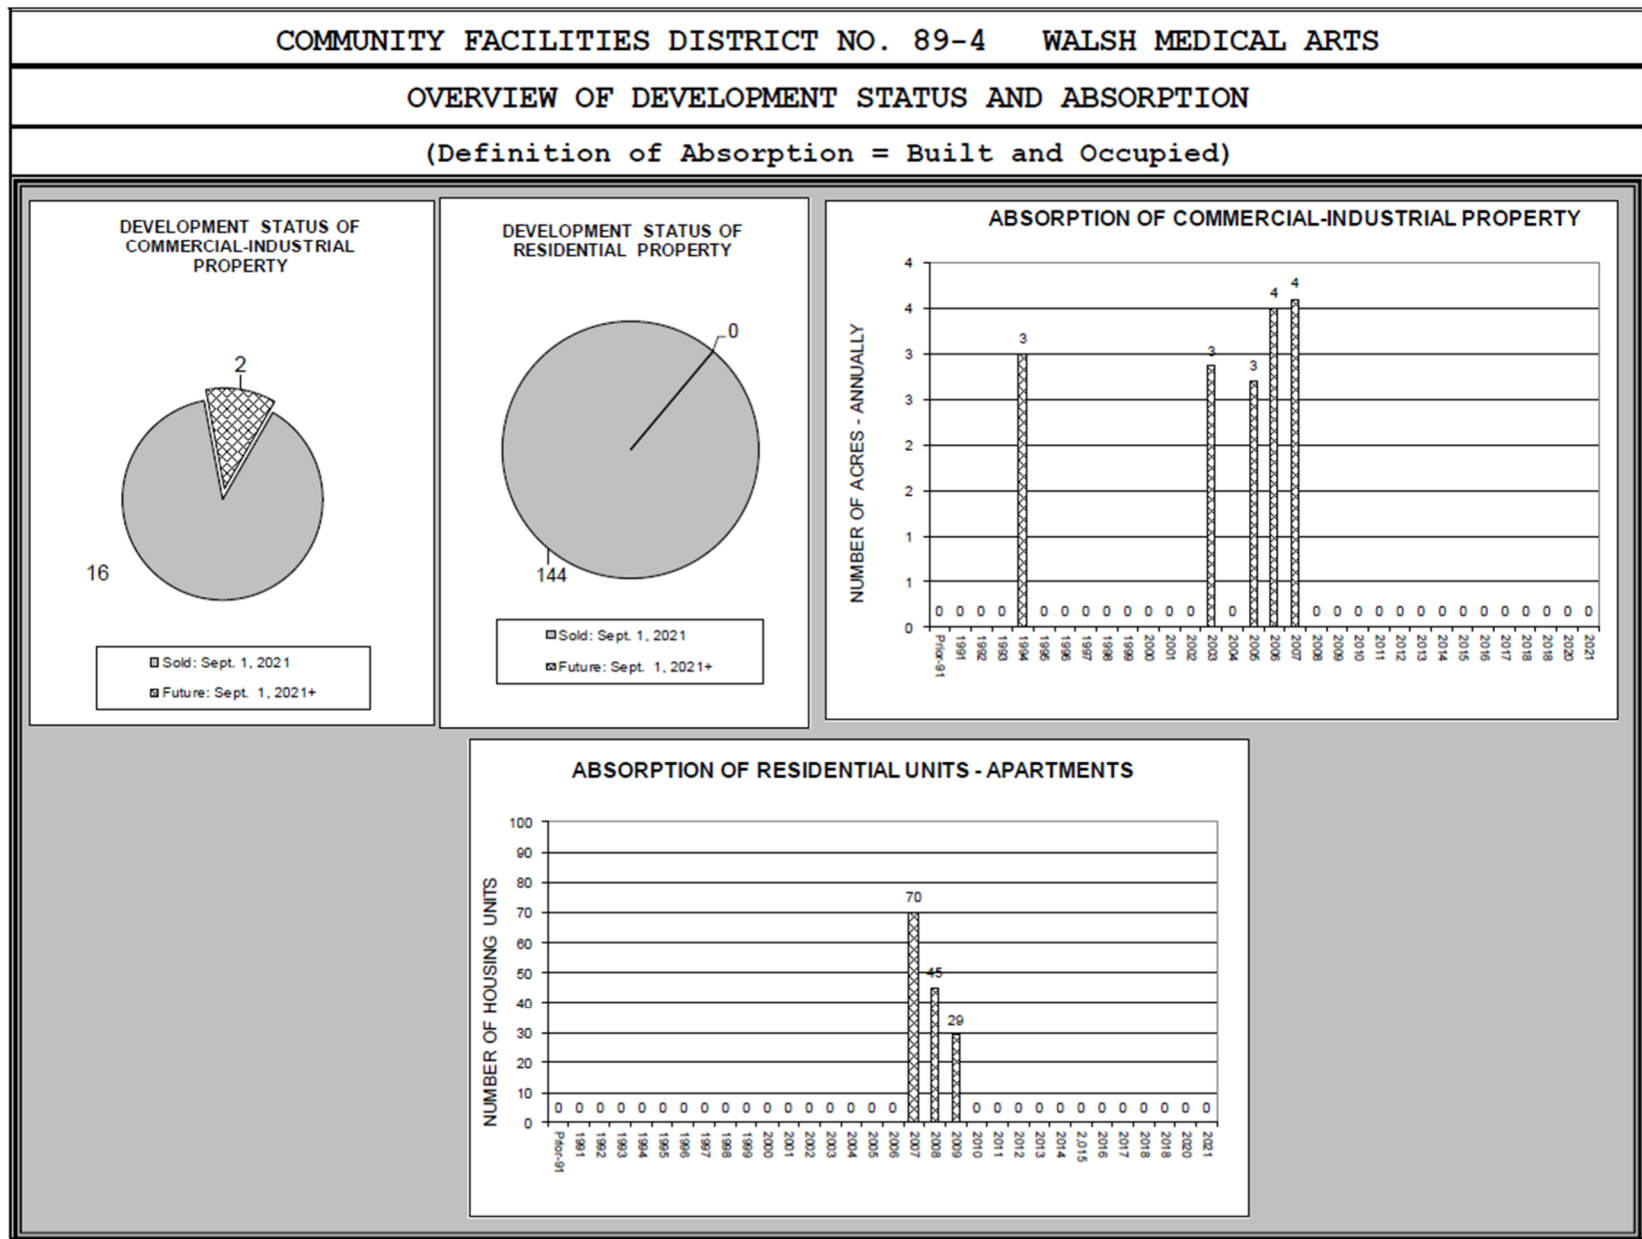 COMMUNITY FACILITIES DISTRICT NO. 89-4 WALSH MEDICAL ARTS
OVERVIEW OF DEVELOPMENT STATUS AND ABSORPTION
(Definition of Absorption = Built and Occupied)
DEVELOPMENT STATUS OF
COMMERCIAL-INDUSTRIAL
PROPERTY
2
16
Sold: Sept. 1, 2021
Future: Sept. 1, 2021+
DEVELOPMENT STATUS OF
RESIDENTIAL PROPERTY
0
144
Sold: Sept. 1, 2021
Future: Sept. 1, 2021+
ABSORPTION OF COMMERCIAL-INDUSTRIAL PROPERTY
NUMBER OF ACRES - ANNUALLY
4
4
3
3
2
2
1
1
0
0 0 0 0 3 0 0 0 0 0 0 0 0 3 0 3 4 4 0 0 0 0 0 0 0 0 0 0 0 0 0 0
Prior-91 1991 1992 1993 1994 1995 1996 1997 1998 1999 2000 2001 2002 2003 2004 2005 2006 2007 2008 2009 2010 2011 2012 2013 2014 2015 2016 2017 2018 2018 2020 2021
ABSORPTION OF RESIDENTIAL UNITS - APARTMENTS
NUMBER OF HOUSING UNITS
100
90
80
70
60
50
40
30
20
10
0
0 0 0 0 0 0 0 0 0 0 0 0 0 0 0 0 0 70 45 29 0 0 0 0 0 0 0 0 0 0 0 0
Prior-91 1991 1992 1993 1994 1995 1996 1997 1998 1999 2000 2001 2002 2003 2004 2005 2006 2007 2008 2009 2010 2011 2012 2013 2014 2,015 2016 2017 2018 2018 2020 2021